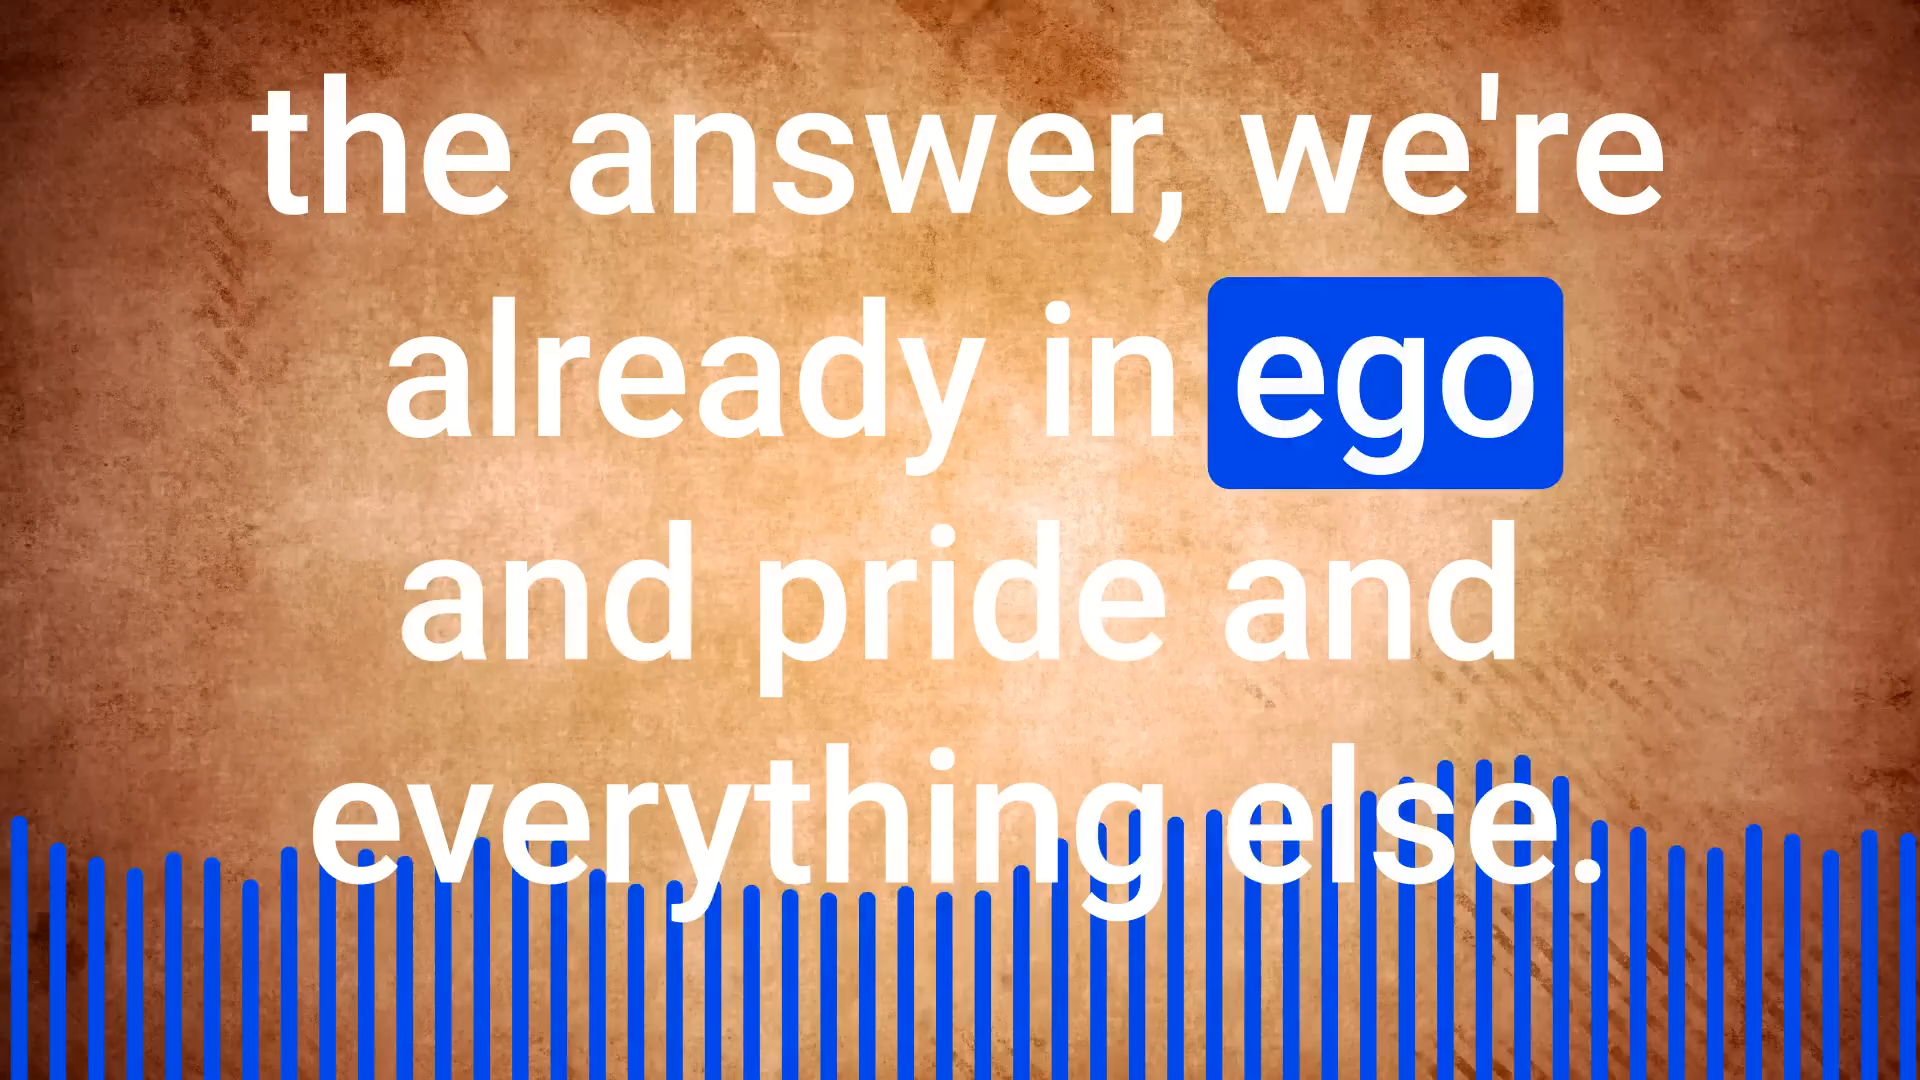 the answer, we're
already in ego
and pride and
everything else.